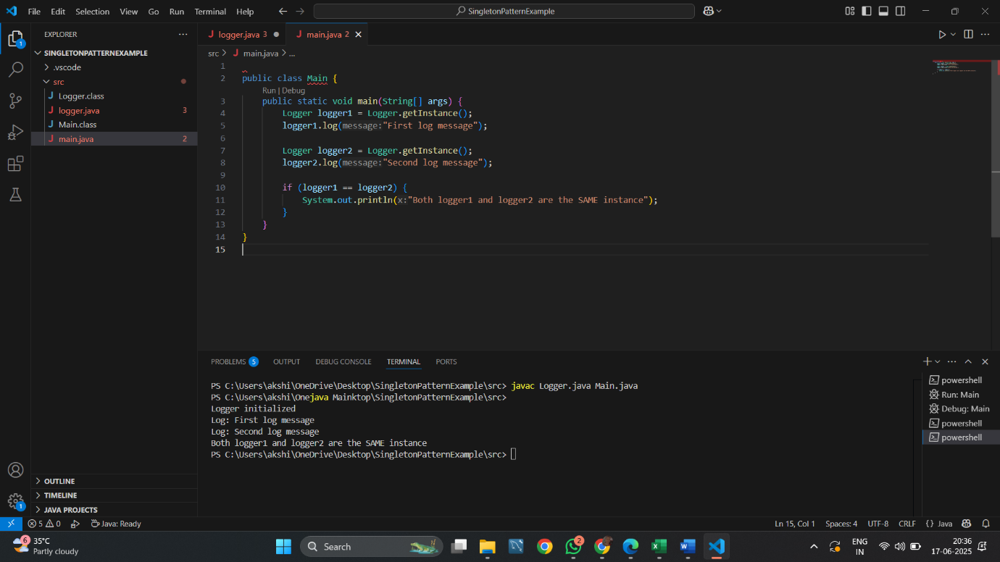 File Edit Selection View Go Run Terminal Help
SingletonPatternExample
EXPLORER
logger.java 3
main.java 2
SINGLETONPATTERNEXAMPLE
.vscode
src
Logger.class
logger.java 3
Main.class
main.java 2
src > main.java > ...
1
2 public class Main {
Run | Debug
3 public static void main(String[] args) {
4 Logger logger1 = Logger.getInstance();
5 logger1.log(message:"First log message");
6
7 Logger logger2 = Logger.getInstance();
8 logger2.log(message:"Second log message");
9
10 if (logger1 == logger2) {
11 System.out.println(x:"Both logger1 and logger2 are the SAME instance");
12 }
13 }
14 }
15
PROBLEMS 5 OUTPUT DEBUG CONSOLE TERMINAL PORTS
PS C:\Users\akshi\OneDrive\Desktop\SingletonPatternExample\src> javac Logger.java Main.java
PS C:\Users\akshi\Onejava Mainktop\SingletonPatternExample\src>
Logger initialized
Log: First log message
Log: Second log message
Both logger1 and logger2 are the SAME instance
PS C:\Users\akshi\OneDrive\Desktop\SingletonPatternExample\src>
powershell
Run: Main
Debug: Main
powershell
powershell
OUTLINE
TIMELINE
JAVA PROJECTS
1
1
5 0 Java: Ready
Ln 15, Col 1 Spaces: 4 UTF-8 CRLF {} Java
6
35°C
Partly cloudy
Search
2
ENG
IN
20:36
17-06-2025